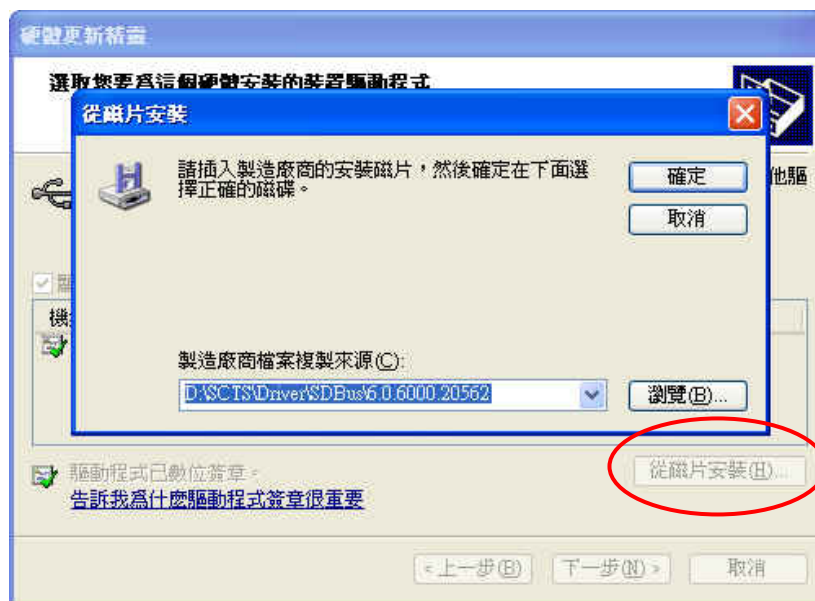 硬體更新精靈
選取您要為這個硬體安裝的裝置驅動程式
從磁片安裝
請插入製造廠商的安裝磁片，然後確定在下面選
擇正確的磁碟。
確定
他驅
取消
機
製造廠商檔案複製來源(C):
D:\SCTS\Driver\SDBus\6.0.6000.20562
瀏覽(B)...
驅動程式已數位簽章。
從磁片安裝(H)...
告訴我為什麼驅動程式簽章很重要
<上一步(B)
下一步(N)>
取消